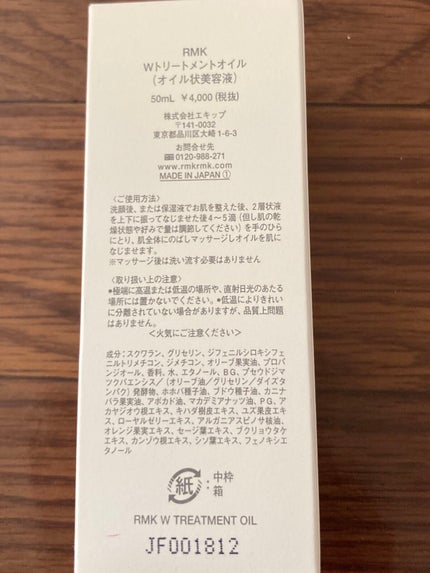 RMK
Wトリートメントオイル
(オイル状美容液)
50mL ¥4,000(税抜)
株式会社エキップ
〒141-0032
東京都品川区大崎1-6-3
お問合せ先
0120-988-271
www.rmkrmk.com
MADE IN JAPAN ①
〈ご使用方法〉
洗顔後、または保湿液でお肌を整えた後、2層状液
を上下に振ってなじませた後4〜5滴(但し肌の乾
燥状態や好みで量は調節してください)を手のひら
にとり、肌全体にのばしマッサージしオイルを肌に
なじませます。
※マッサージ後は洗い流す必要はありません
〈取り扱い上の注意〉
●極端に高温または低温の場所や、直射日光のあたる
場所には置かないでください。●低温によりきれい
に分離されていない場合がありますが、品質上問題
はありません。
＜火気にご注意ください＞
成分：スクワラン、グリセリン、ジフェニルシロキシフェ
ニルトリメチコン、ジメチコン、オリーブ果実油、プロパ
ンジオール、香料、水、エタノール、BG、プセウドジマ
ツクバエンシス／(オリーブ油／グリセリン／ダイズタ
ンパク)発酵物、ホホバ種子油、ブドウ種子油、カニナ
バラ果実油、アボカド油、マカデミアナッツ油、PG、ア
カヤジオウ根エキス、キハダ樹皮エキス、ユズ果皮エキ
ス、ローヤルゼリーエキス、アルガニアスピノサ核油、
オレンジ果実エキス、セージ葉エキス、ブクリョウタケ
エキス、カンゾウ根エキス、シソ葉エキス、フェノキシエ
タノール
紙：中枠
箱
RMK W TREATMENT OIL
JF001812